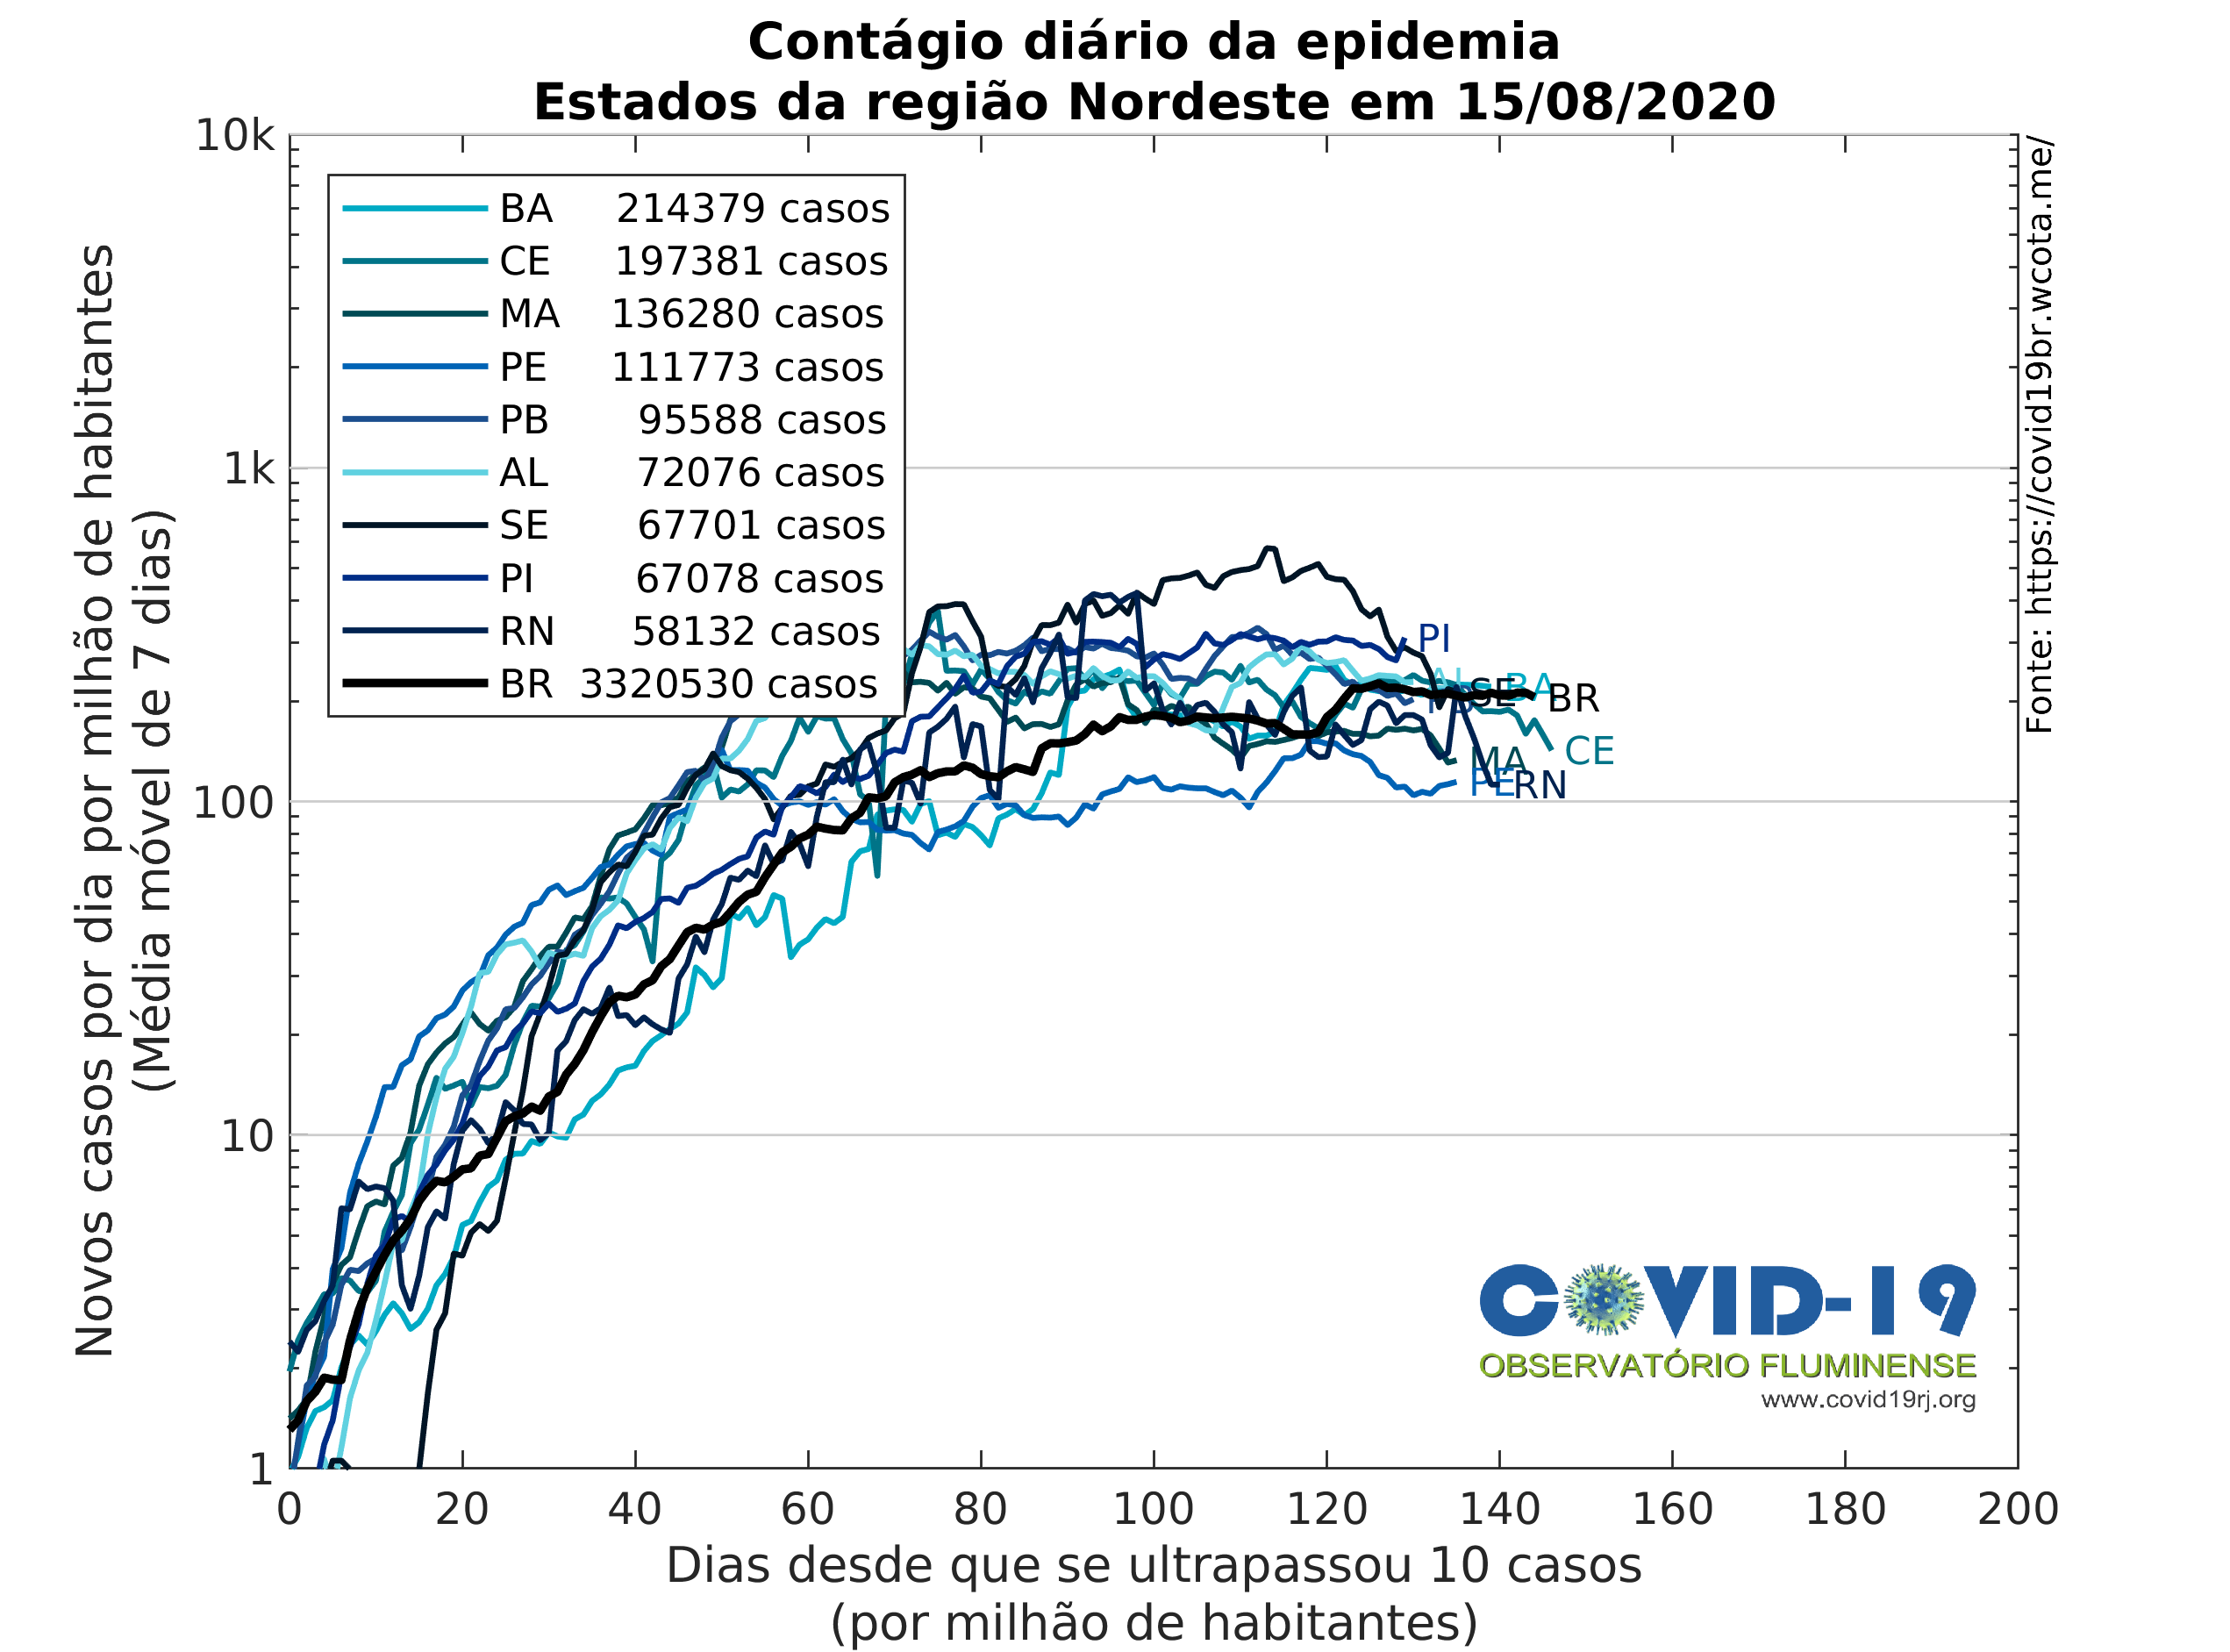 Contágio diário da epidemia
Estados da região Nordeste em 15/08/2020
Novos casos por dia por milhão de habitantes
(Média móvel de 7 dias)
10k
1k
100
10
1
BA 214379 casos
CE 197381 casos
MA 136280 casos
PE 111773 casos
PB 95588 casos
AL 72076 casos
SE 67701 casos
PI 67078 casos
RN 58132 casos
BR 3320530 casos
PI
AL
BA
SE
PB
BR
CE
MA
PE
RN
Fonte: https://covid19br.wcota.me/
COVID-19
OBSERVATÓRIO FLUMINENSE
www.covid19rj.org
0 20 40 60 80 100 120 140 160 180 200
Dias desde que se ultrapassou 10 casos
(por milhão de habitantes)